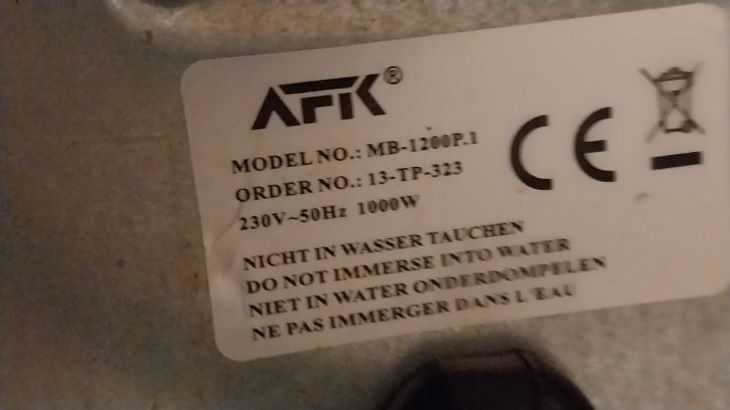 AFK®
MODEL NO.: MB-1200P.1
ORDER NO.: 13-TP-323
230V~50Hz 1000W
CE
NICHT IN WASSER TAUCHEN
DO NOT IMMERSE INTO WATER
NIET IN WATER ONDERDOMPELEN
NE PAS IMMERGER DANS L'EAU